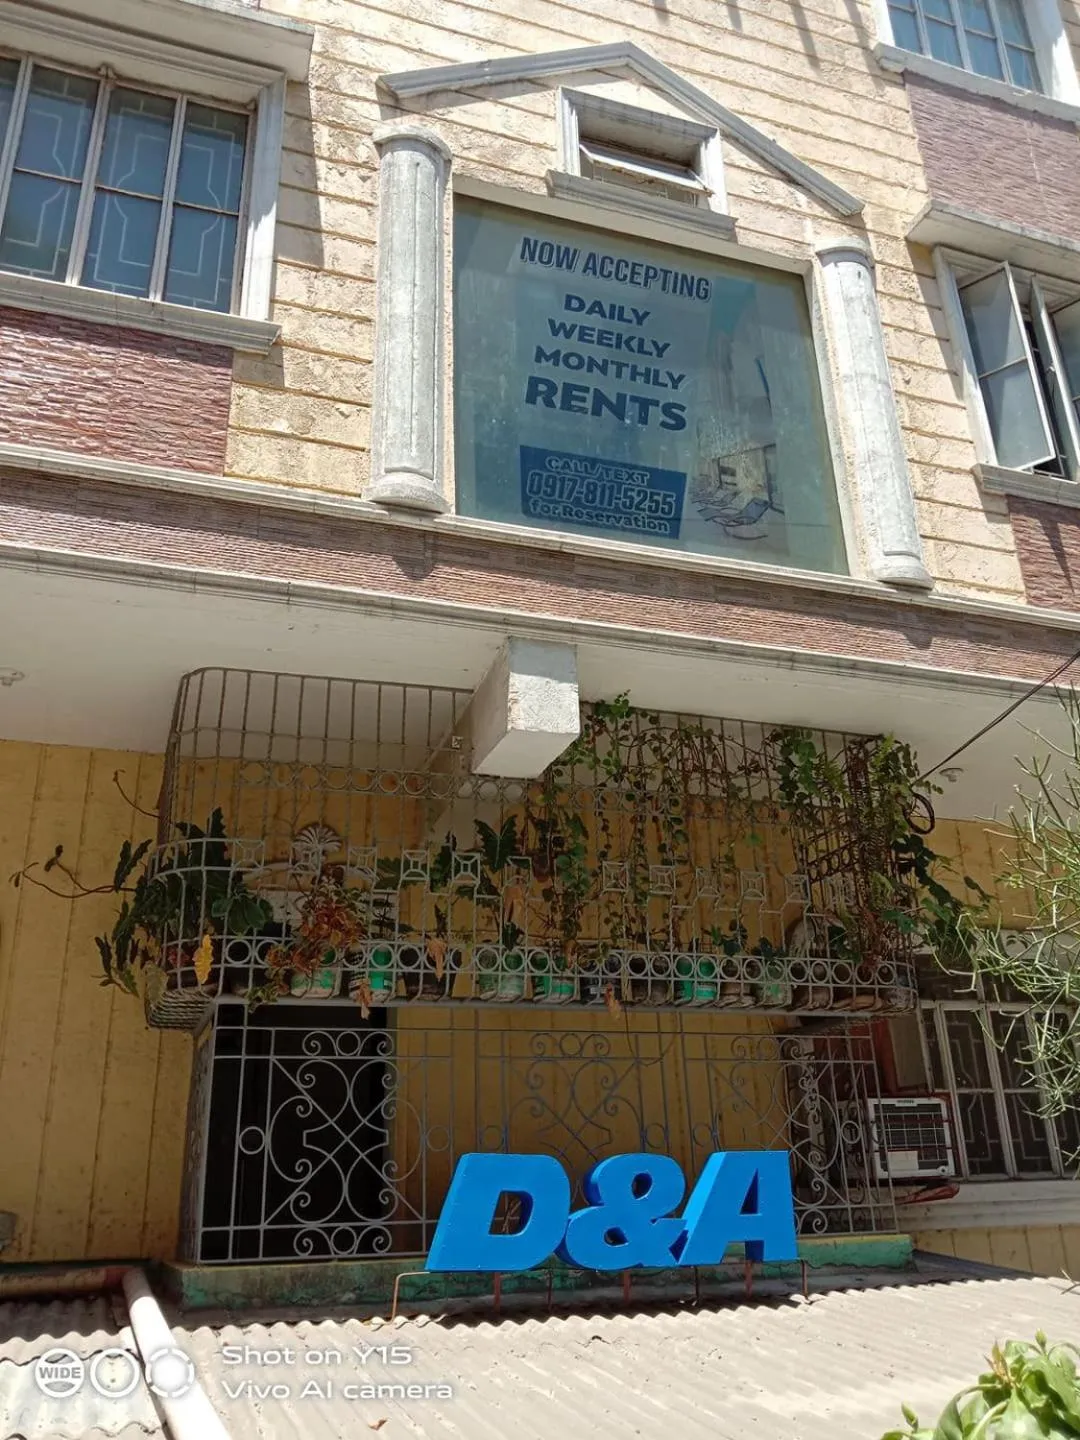 NOW ACCEPTING
DAILY
WEEKLY
MONTHLY
RENTS
CALL/TEXT
0917-811-5255
for Reservation
D&A
WIDE
Shot on Y15
Vivo AI camera